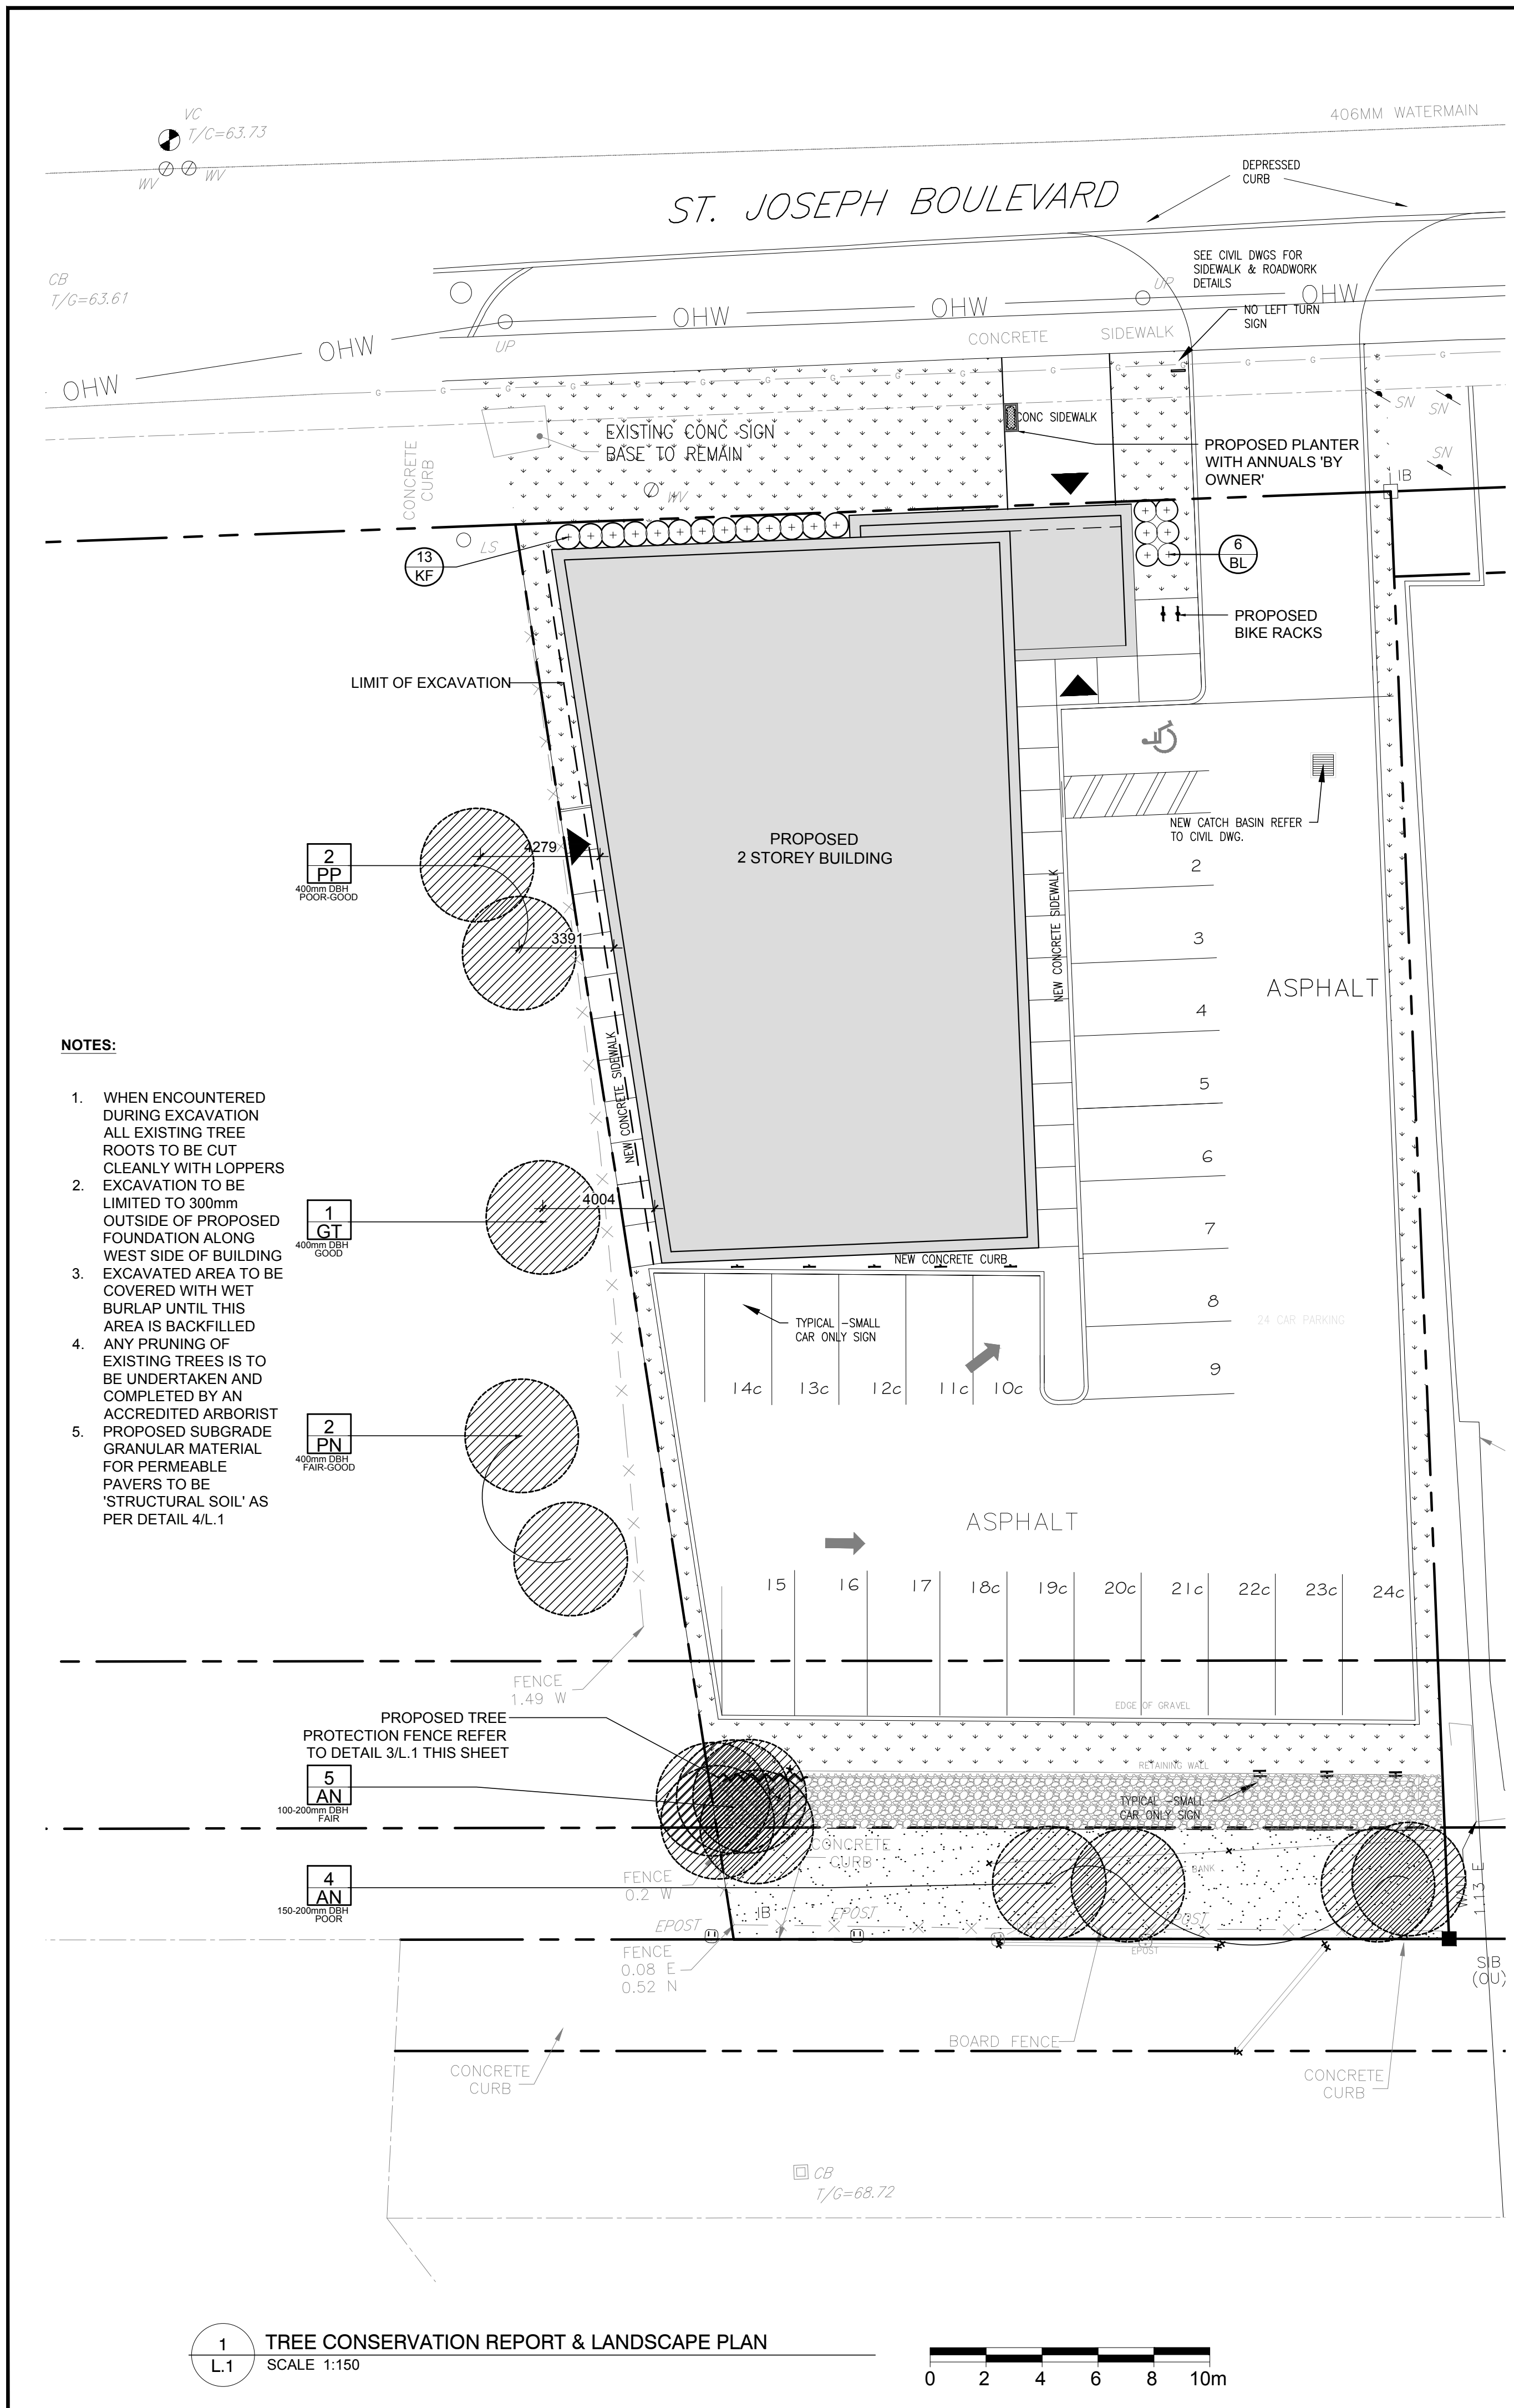 VC
T/C=63.73
406MM WATERMAIN
WV
WV
DEPRESSED
CURB
ST. JOSEPH BOULEVARD
SEE CIVIL DWGS FOR
SIDEWALK & ROADWORK
DETAILS
CB
T/G=63.61
UP
OHW
OHW
OHW
OHW
OHW
NO LEFT TURN
SIGN
UP
CONCRETE SIDEWALK
G G G G G G G G G G G G G
EXISTING CONC SIGN
BASE TO REMAIN
CONC SIDEWALK
SN
SN
SN
CONCRETE
CURB
PROPOSED PLANTER
WITH ANNUALS 'BY
OWNER'
IB
WV
LS
13
KF
6
BL
PROPOSED
BIKE RACKS
LIMIT OF EXCAVATION
NEW CATCH BASIN REFER
TO CIVIL DWG.
PROPOSED
2 STOREY BUILDING
4279
2
PP
400mm DBH
POOR-GOOD
3391
2
3
4
5
6
7
8
9
NEW CONCRETE SIDEWALK
NEW CONCRETE SIDEWALK
ASPHALT
NOTES:
1. WHEN ENCOUNTERED
DURING EXCAVATION
ALL EXISTING TREE
ROOTS TO BE CUT
CLEANLY WITH LOPPERS
2. EXCAVATION TO BE
LIMITED TO 300mm
OUTSIDE OF PROPOSED
FOUNDATION ALONG
WEST SIDE OF BUILDING
3. EXCAVATED AREA TO BE
COVERED WITH WET
BURLAP UNTIL THIS
AREA IS BACKFILLED
4. ANY PRUNING OF
EXISTING TREES IS TO
BE UNDERTAKEN AND
COMPLETED BY AN
ACCREDITED ARBORIST
5. PROPOSED SUBGRADE
GRANULAR MATERIAL
FOR PERMEABLE
PAVERS TO BE
'STRUCTURAL SOIL' AS
PER DETAIL 4/L.1
1
GT
400mm DBH
GOOD
4004
NEW CONCRETE CURB
TYPICAL -SMALL
CAR ONLY SIGN
24 CAR PARKING
14c 13c 12c 11c 10c
2
PN
400mm DBH
FAIR-GOOD
ASPHALT
15 16 17 18c 19c 20c 21c 22c 23c 24c
FENCE
1.49 W
EDGE OF GRAVEL
PROPOSED TREE
PROTECTION FENCE REFER
TO DETAIL 3/L.1 THIS SHEET
RETAINING WALL
5
AN
100-200mm DBH
FAIR
TYPICAL -SMALL
CAR ONLY SIGN
CONCRETE
CURB
BANK
FENCE
0.2 W
4
AN
150-200mm DBH
POOR
1.13 E
IB
EPOST
EPOST
EPOST
FENCE
0.08 E
0.52 N
SIB
(OU)
BOARD FENCE
CONCRETE
CURB
CONCRETE
CURB
CB
T/G=68.72
1
L.1
TREE CONSERVATION REPORT & LANDSCAPE PLAN
SCALE 1:150
0 2 4 6 8 10m